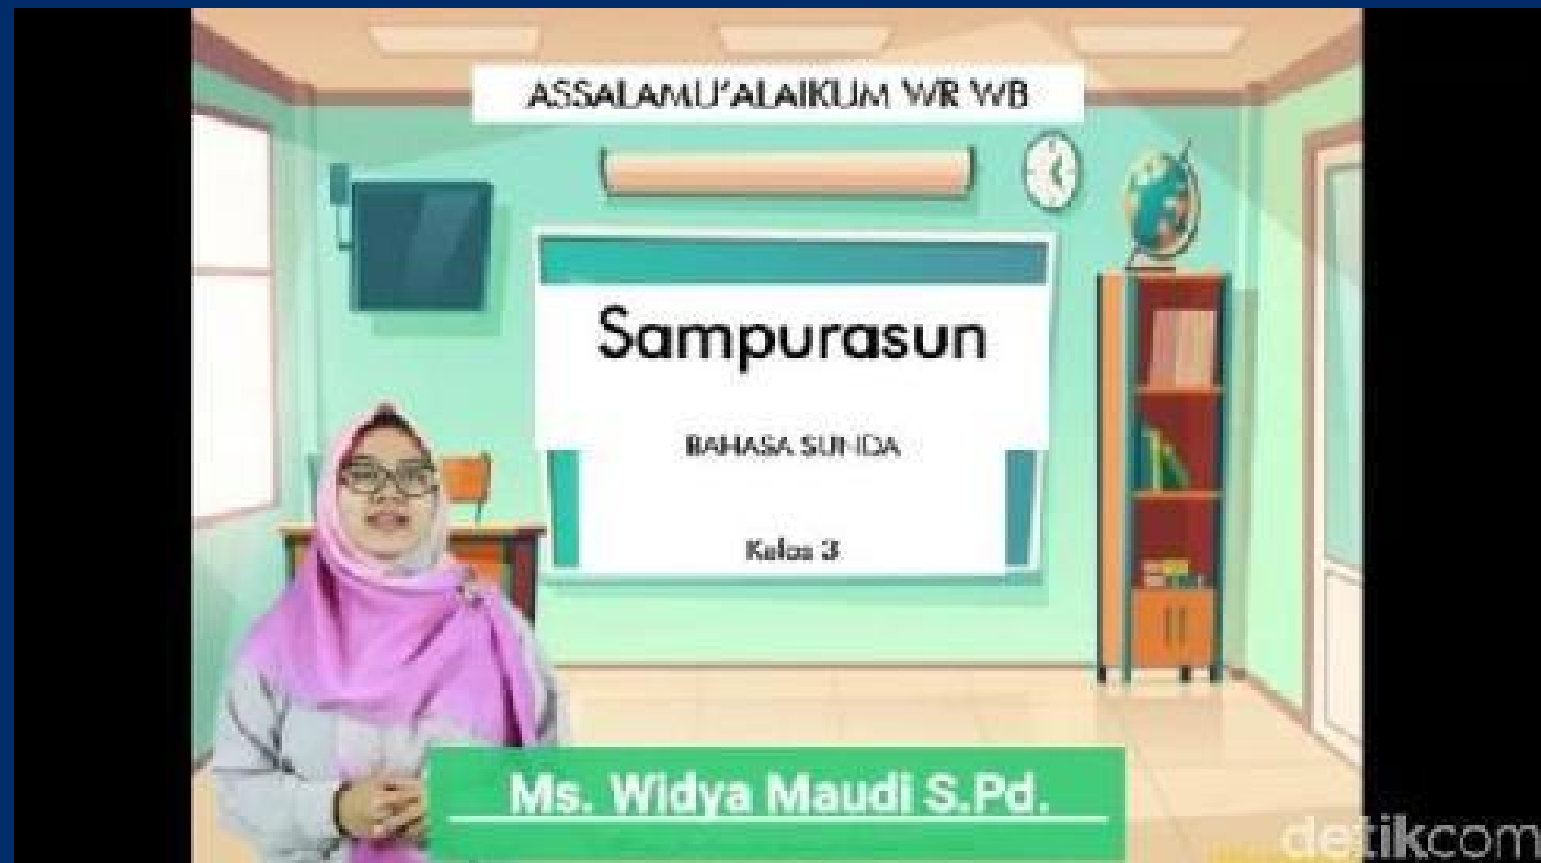 ASSALAMU'ALAIKUM WR WB
Sampurasun
BAHASA SUNDA
Kelas 3
Ms. Widya Maudi S.Pd.
detikcom